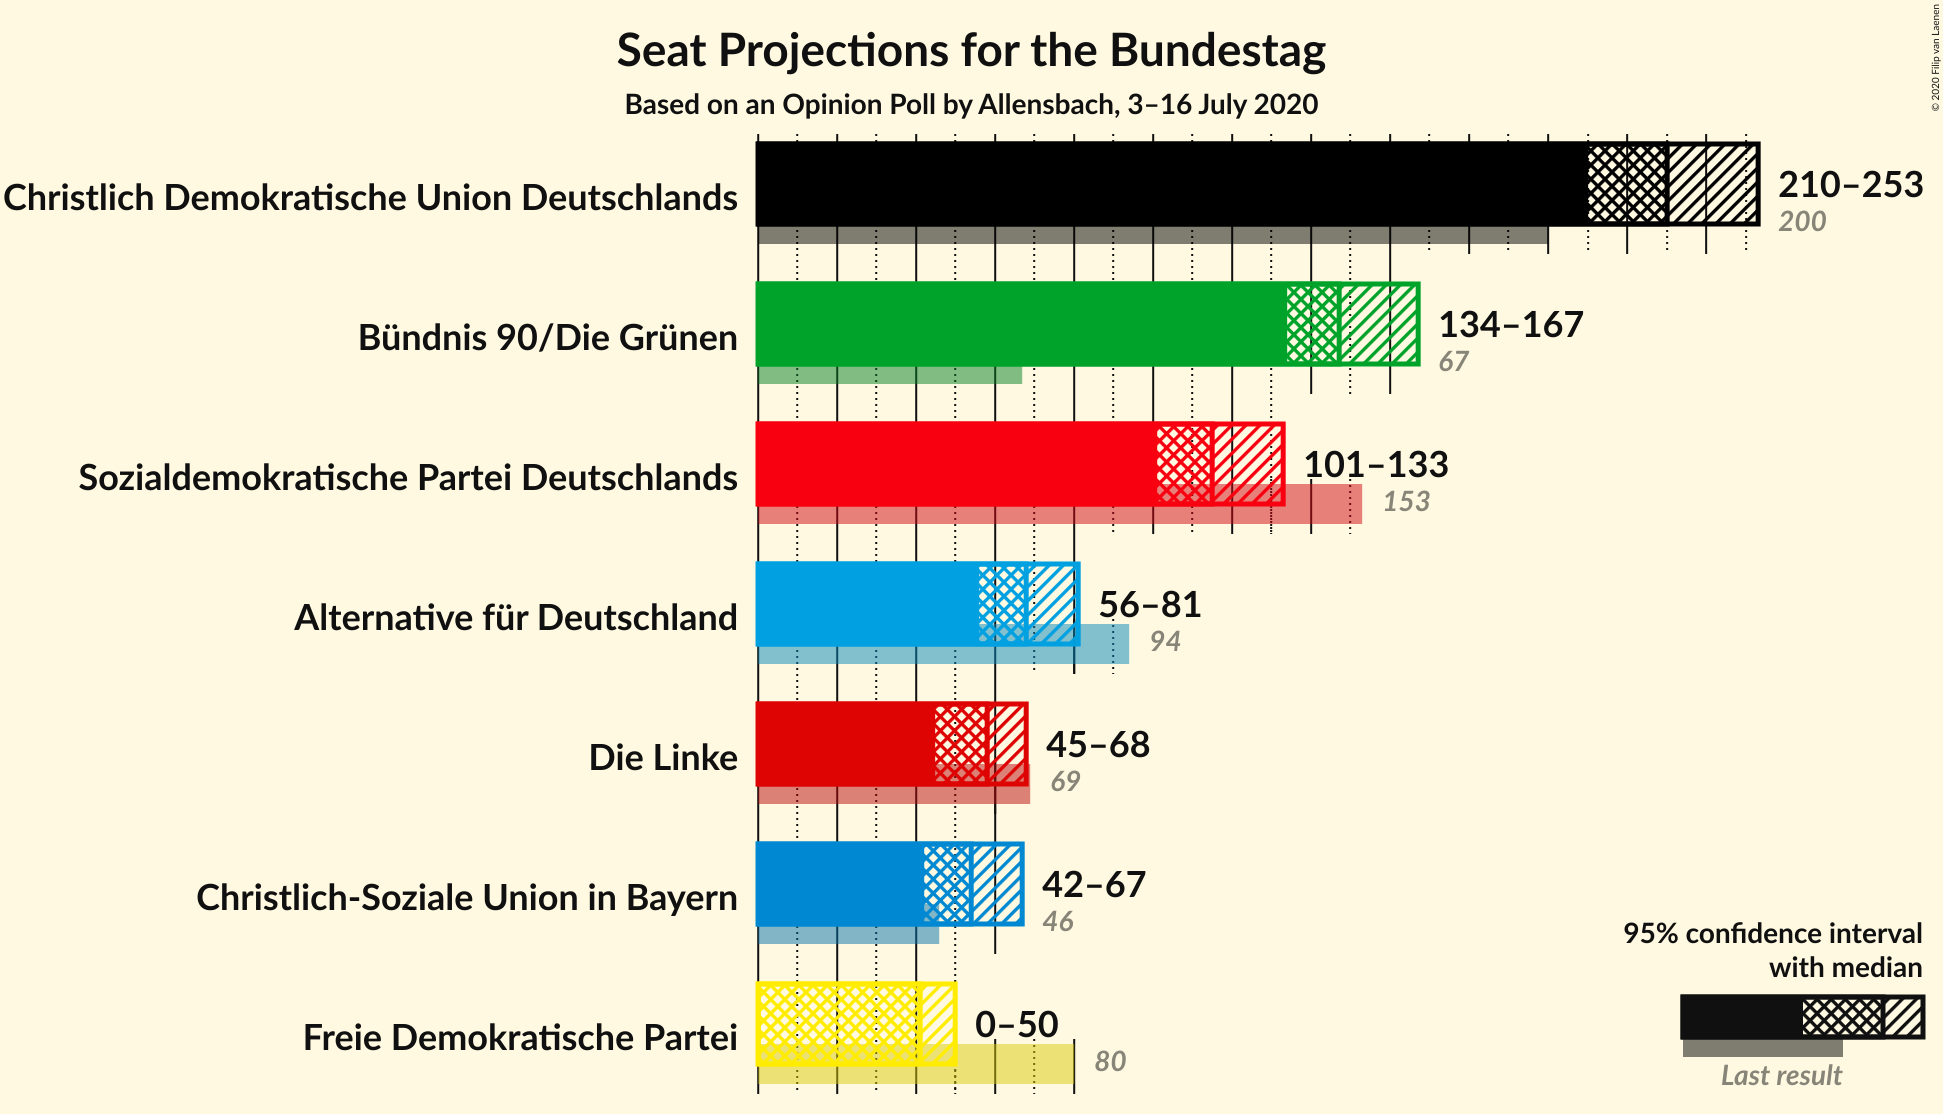 Seat Projections for the Bundestag
Based on an Opinion Poll by Allensbach, 3–16 July 2020
© 2020 Filip van Laenen
Christlich Demokratische Union Deutschlands
210–253
200
Bündnis 90/Die Grünen
134–167
67
Sozialdemokratische Partei Deutschlands
101–133
153
Alternative für Deutschland
56–81
94
Die Linke
45–68
69
Christlich-Soziale Union in Bayern
42–67
46
Freie Demokratische Partei
0–50
80
95% confidence interval
with median
Last result